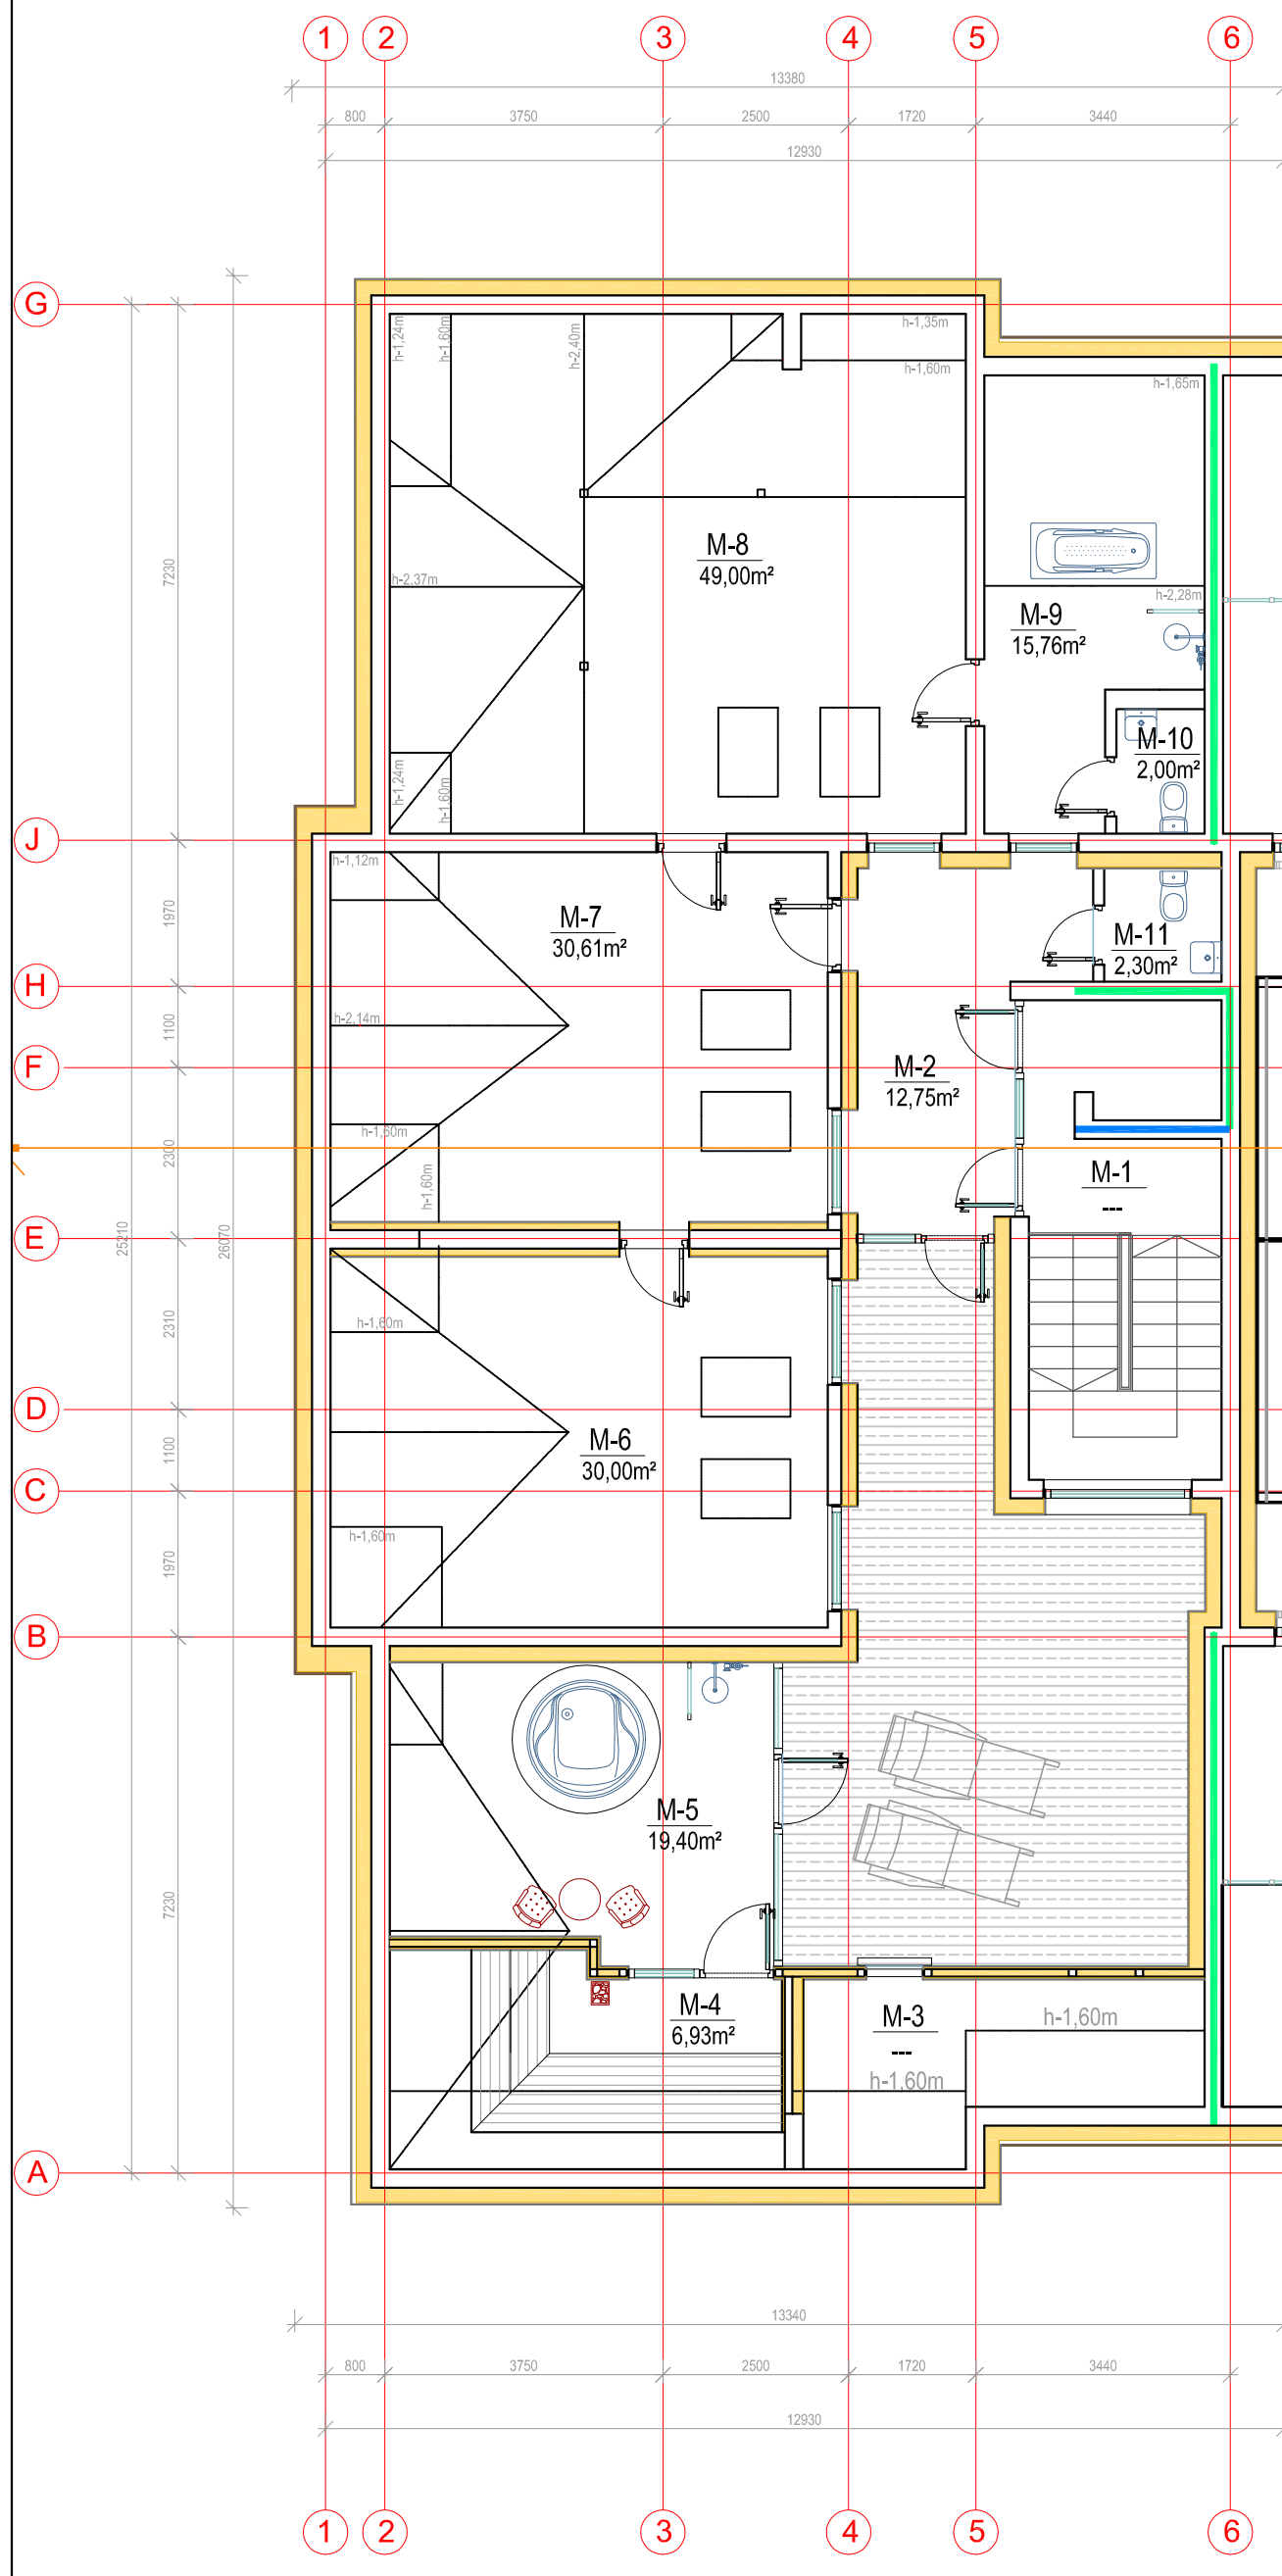 1 2 3 4 5 6
13380
800 3750 2500 1720 3440
12930
G
h-1,24m h-1,60m h-2,40m h-1,35m
h-1,60m
h-1,65m
7230
M-8
49,00m²
h-2,37m
h-2,28m
M-9
15,76m²
M-10
2,00m²
h-1,24m h-1,60m
J
h-1,12m
1970
M-7
30,61m²
M-11
2,30m²
H
h-2,14m
1100
F
M-2
12,75m²
h-1,60m
2300
h-1,60m
M-1
---
25210
26070
E
2310
h-1,60m
D
1100
M-6
30,00m²
C
h-1,60m
1970
B
M-5
19,40m²
7230
M-4
6,93m²
M-3
---
h-1,60m
h-1,60m
A
13340
800 3750 2500 1720 3440
12930
1 2 3 4 5 6